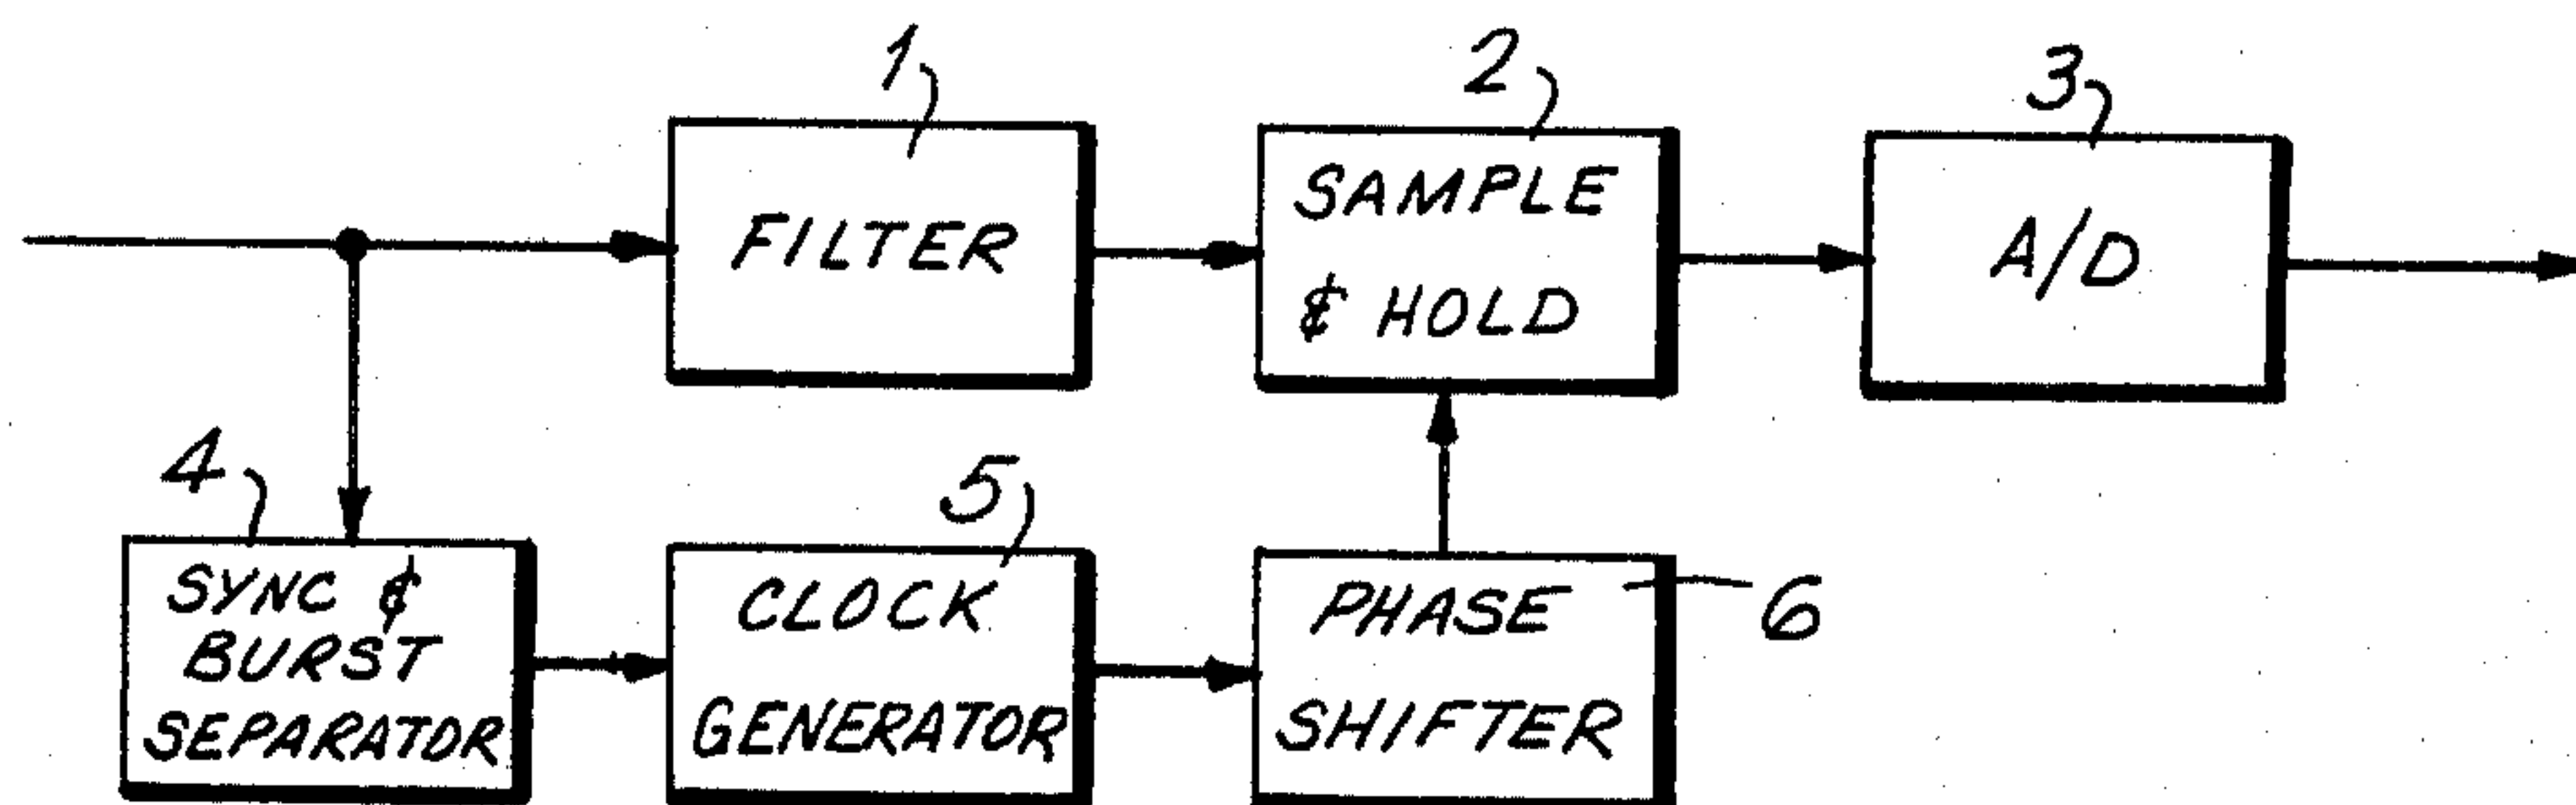 1
2
3
FILTER
SAMPLE
& HOLD
A/D
4
5
6
SYNC &
BURST
SEPARATOR
CLOCK
GENERATOR
PHASE
SHIFTER